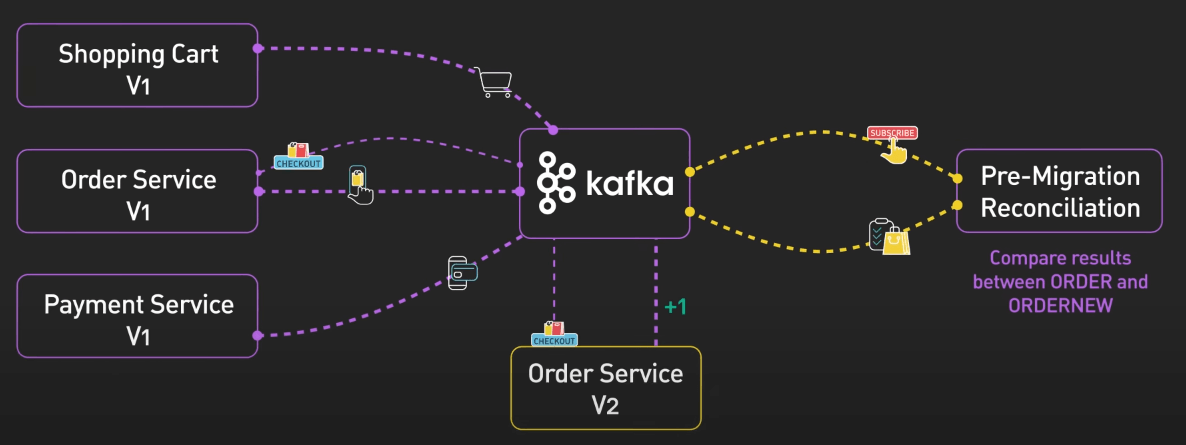 Shopping Cart
V1
CHECKOUT
Order Service
V1
Payment Service
V1
kafka
SUBSCRIBE
Pre-Migration
Reconciliation
Compare results
between ORDER and
ORDERNEW
+1
CHECKOUT
Order Service
V2